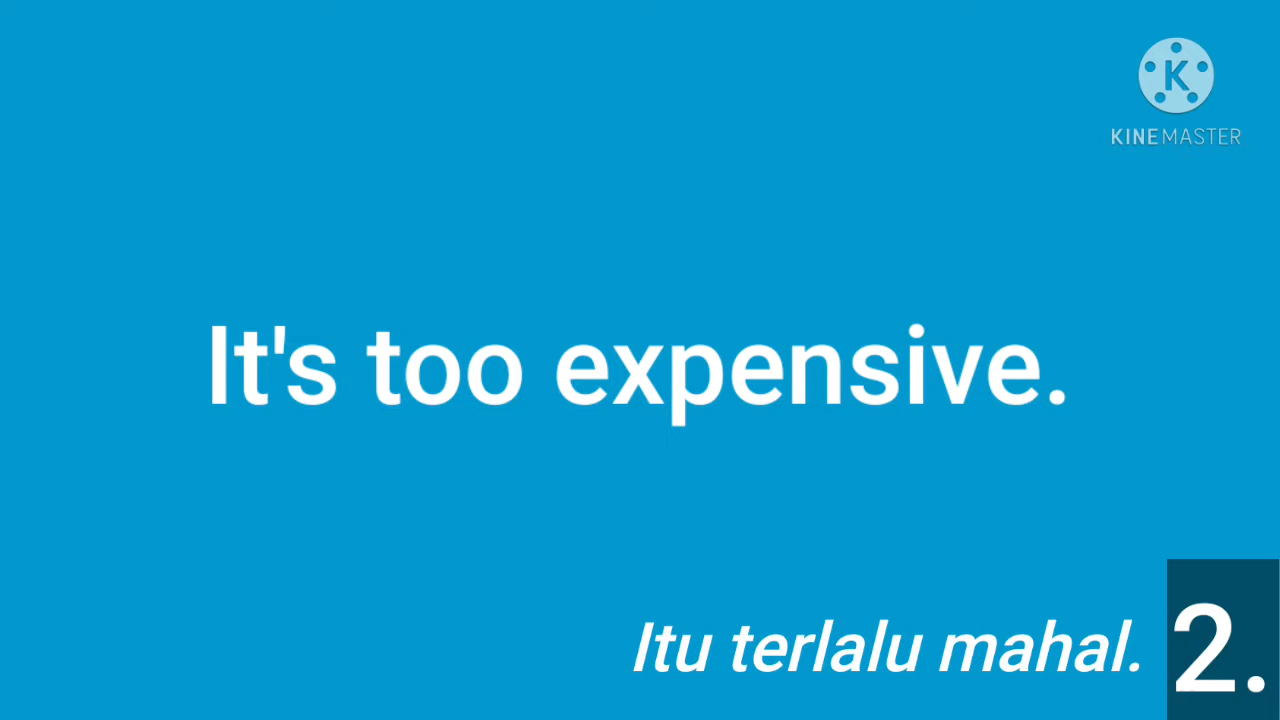 K
KINEMASTER
It's too expensive.
Itu terlalu mahal.
2.